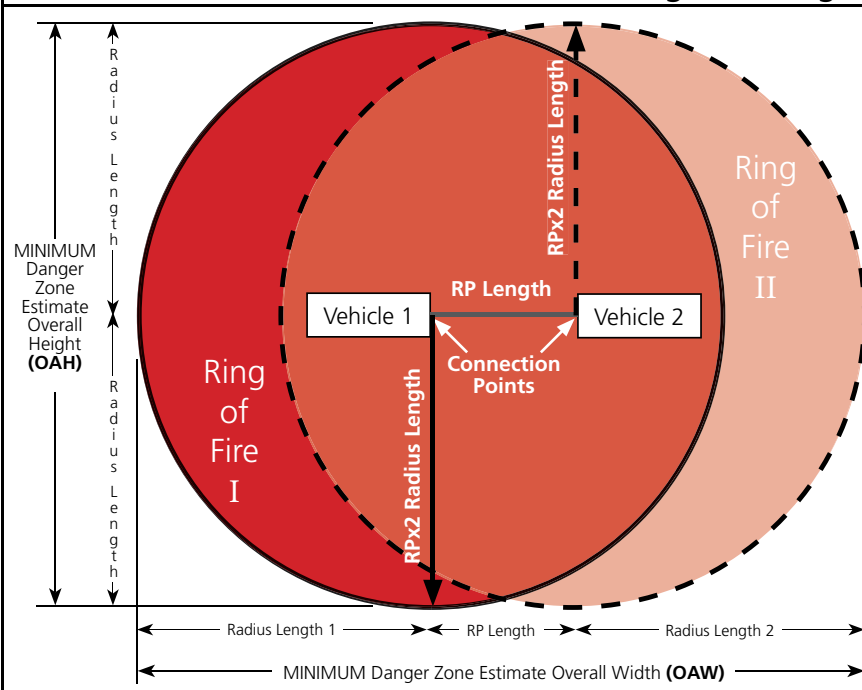 Radius Length
RPx2 Radius Length
Ring
of
Fire
II
MINIMUM
Danger
Zone
Estimate
Overall
Height
(OAH)
RP Length
Vehicle 1
Vehicle 2
Connection
Points
Ring
of
Fire
I
Radius Length
RPx2 Radius Length
Radius Length 1
RP Length
Radius Length 2
MINIMUM Danger Zone Estimate Overall Width (OAW)